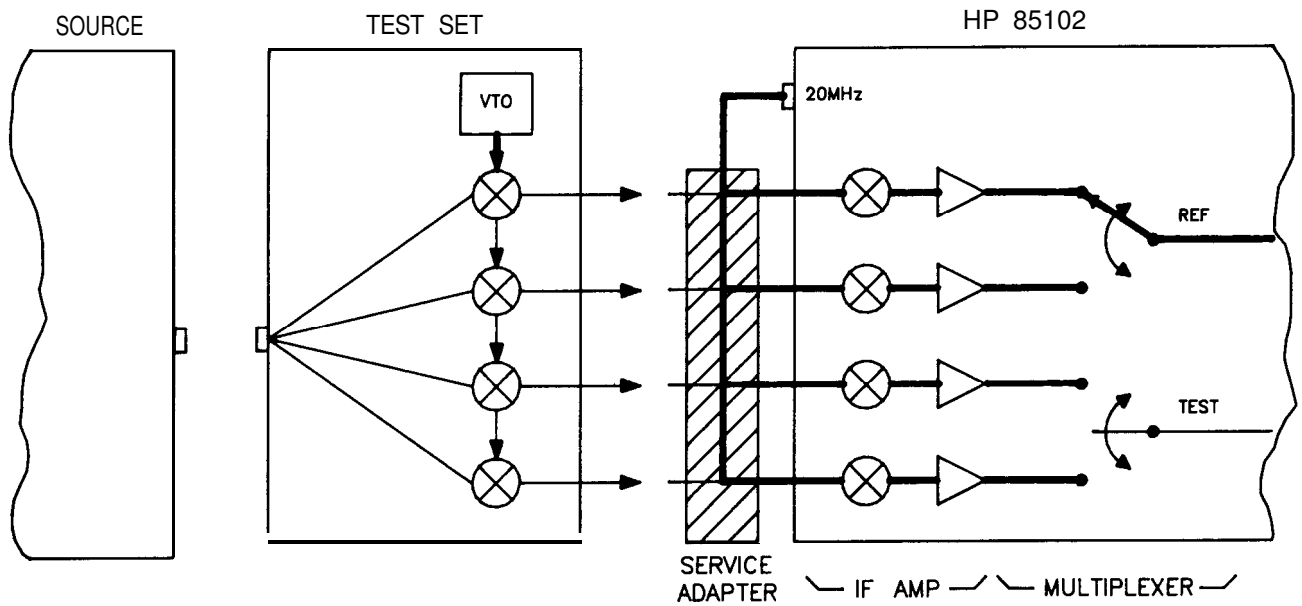 SOURCE
TEST SET
HP 85102
VTO
20MHz
REF
TEST
SERVICE
ADAPTER
IF AMP
MULTIPLEXER